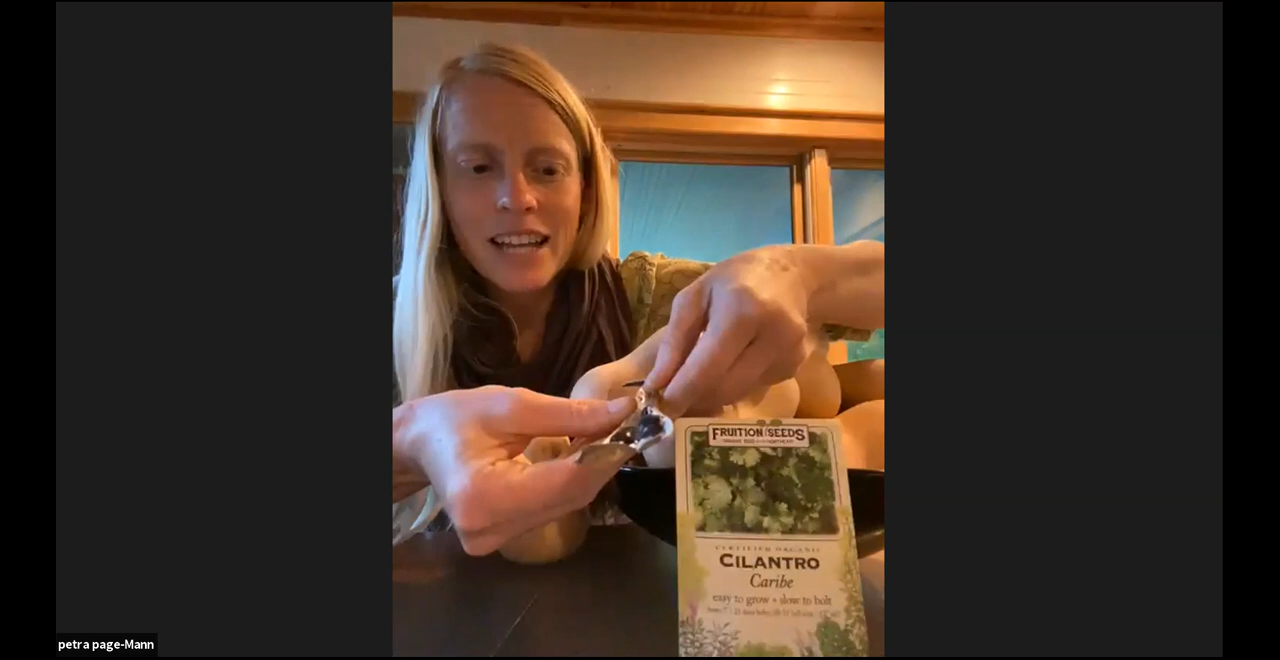 FRUITION SEEDS
CERTIFIED ORGANIC
CILANTRO
Caribe
easy to grow • slow to bolt
petra page-Mann